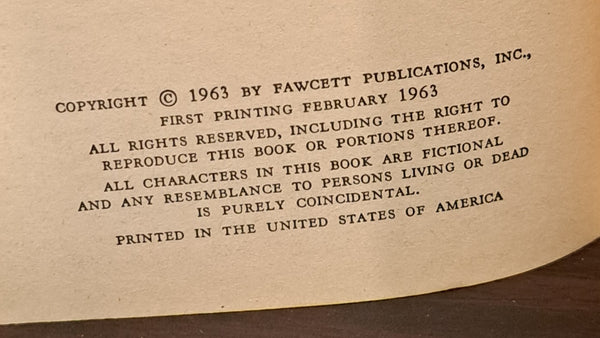 COPYRIGHT © 1963 BY FAWCETT PUBLICATIONS, INC.,
FIRST PRINTING FEBRUARY 1963
ALL RIGHTS RESERVED, INCLUDING THE RIGHT TO
REPRODUCE THIS BOOK OR PORTIONS THEREOF.
ALL CHARACTERS IN THIS BOOK ARE FICTIONAL
AND ANY RESEMBLANCE TO PERSONS LIVING OR DEAD
IS PURELY COINCIDENTAL.
PRINTED IN THE UNITED STATES OF AMERICA